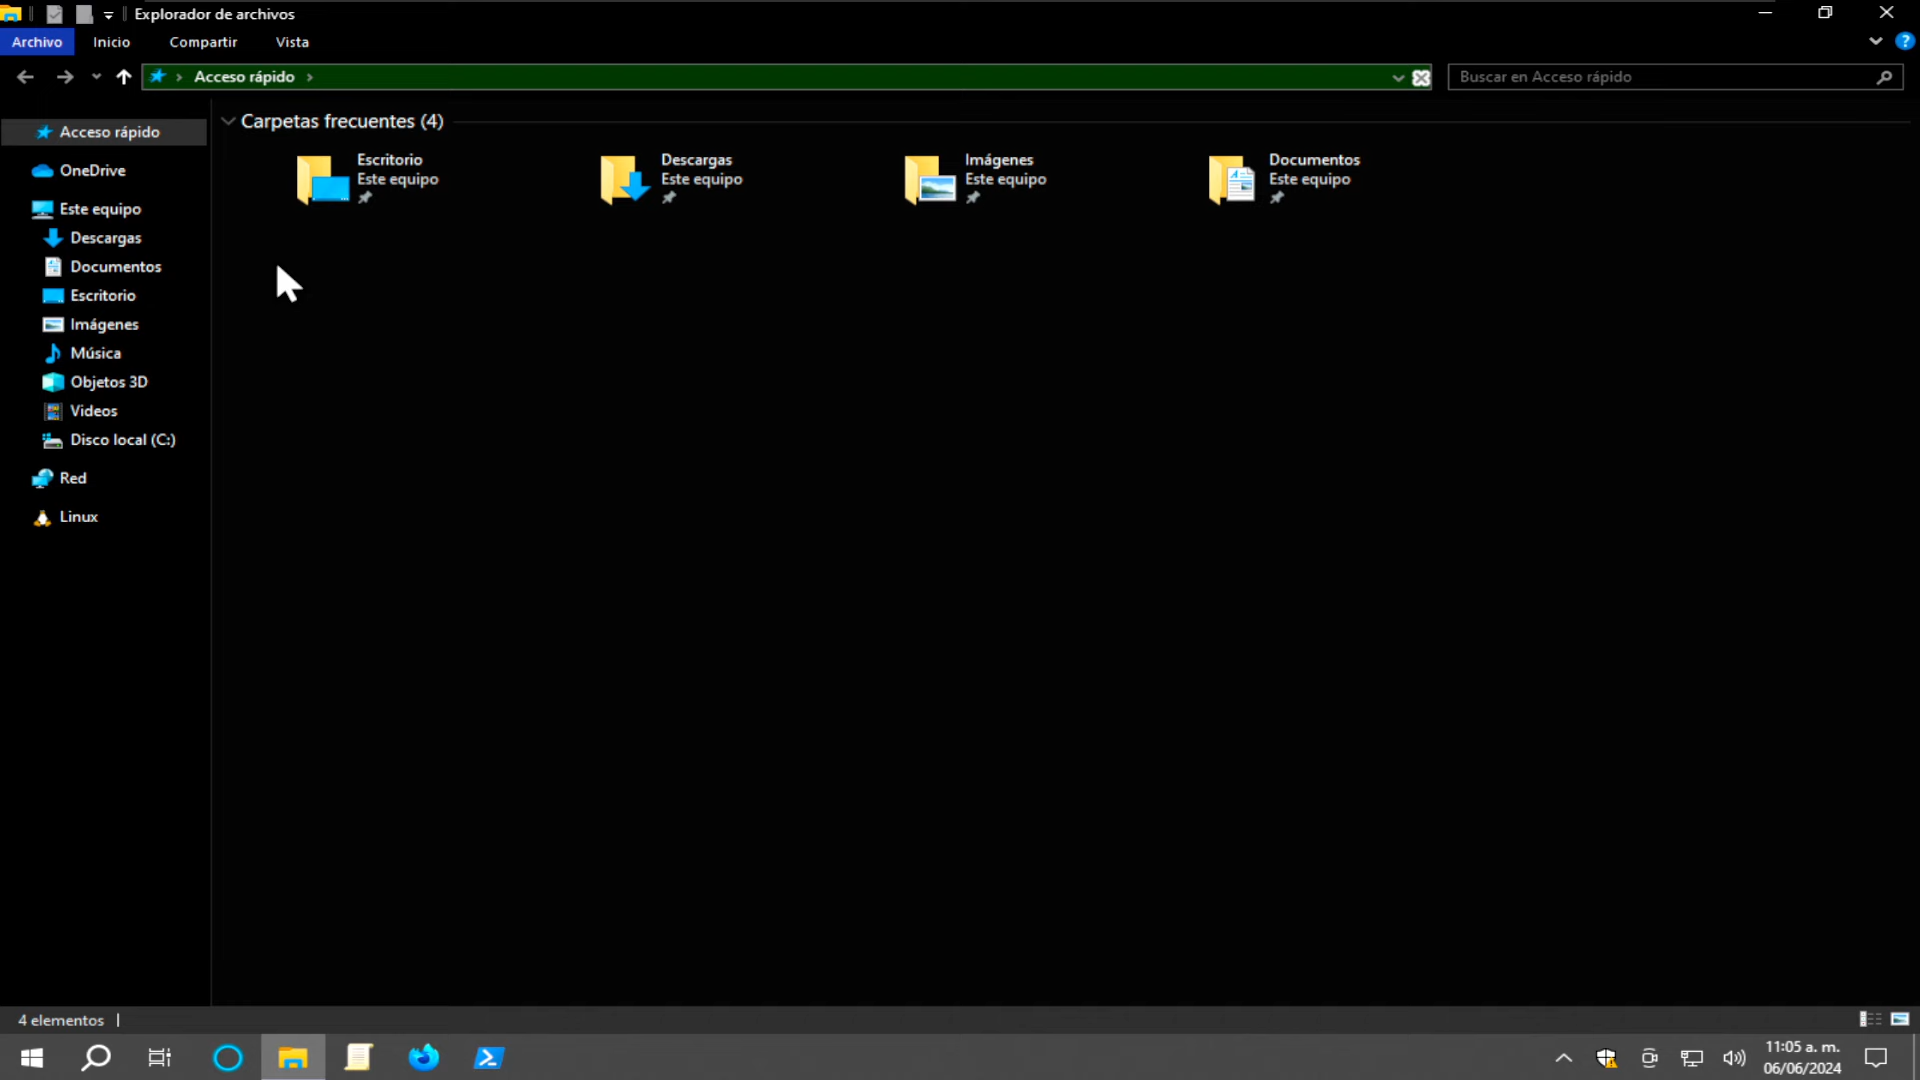 Explorador de archivos
Archivo Inicio Compartir Vista
Acceso rápido
Buscar en Acceso rápido
Acceso rápido
OneDrive
Este equipo
Descargas
Documentos
Escritorio
Imágenes
Música
Objetos 3D
Videos
Disco local (C:)
Red
Linux
Carpetas frecuentes (4)
Escritorio
Este equipo
Descargas
Este equipo
Imágenes
Este equipo
Documentos
Este equipo
4 elementos
11:05 a. m.
06/06/2024